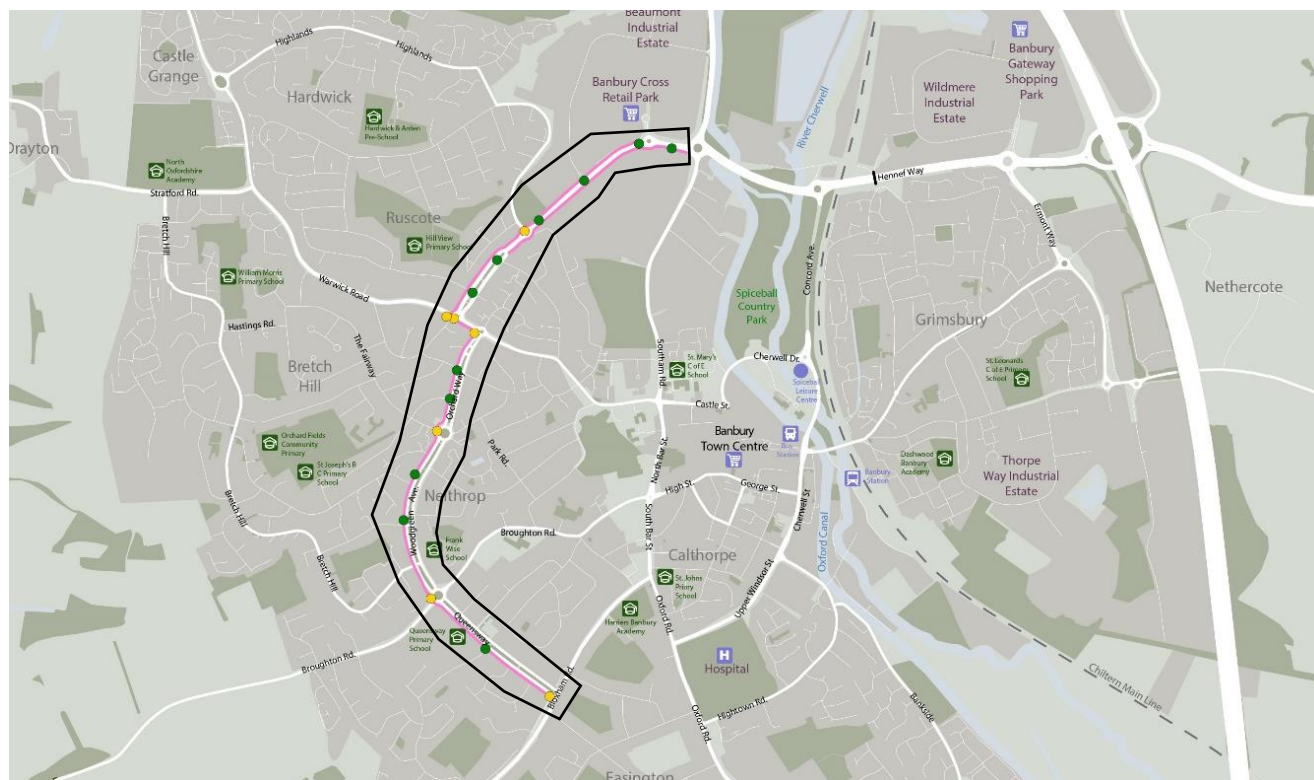 Beaumont
Industrial
Estate
Banbury
Gateway
Shopping
Park
Highlands
Highlands
Castle
Grange
Hardwick
Banbury Cross
Retail Park
Wildmere
Industrial
Estate
River Cherwell
Hardwick & Arden
Pre-School
Drayton
North
Oxfordshire
Academy
Stratford Rd.
Hennef Way
Ermont Way
Bretch Hill
Ruscote
Hill View
Primary School
William Morris
Primary School
Warwick Road
Concord Ave.
Nethercote
Spiceball
Country
Park
Grimsbury
Hastings Rd.
The Fairway
Southam Rd
Cherwell Dr.
Bretch
Hill
St. Mary's
C of E
School
Spiceball
Leisure
Centre
St. Leonards
C of E Primary
School
Orchard Way
Castle St.
Banbury
Town Centre
Bus
Station
Orchard Fields
Community
Primary
St Joseph's R
C Primary
School
Park Rd.
North Bar St.
Dashwood
Banbury
Academy
Banbury
Station
Thorpe
Way Industrial
Estate
Neithrop
High St
George St.
Bretch Hill
Woodgreen Ave
Cherwell St
Broughton Rd.
South Bar St
Oxford Canal
Frank
Wise
School
Calthorpe
Bretch Hill
St. Johns
Priory
School
Upper Windsor St
Queensway
Primary
School
Queensway
Harriers Banbury
Academy
Oxford Rd.
Broughton Rd.
Hospital
Bloxham Rd.
Chiltern Main Line
Hightown Rd.
Bankside
Oxford Rd.
Easington